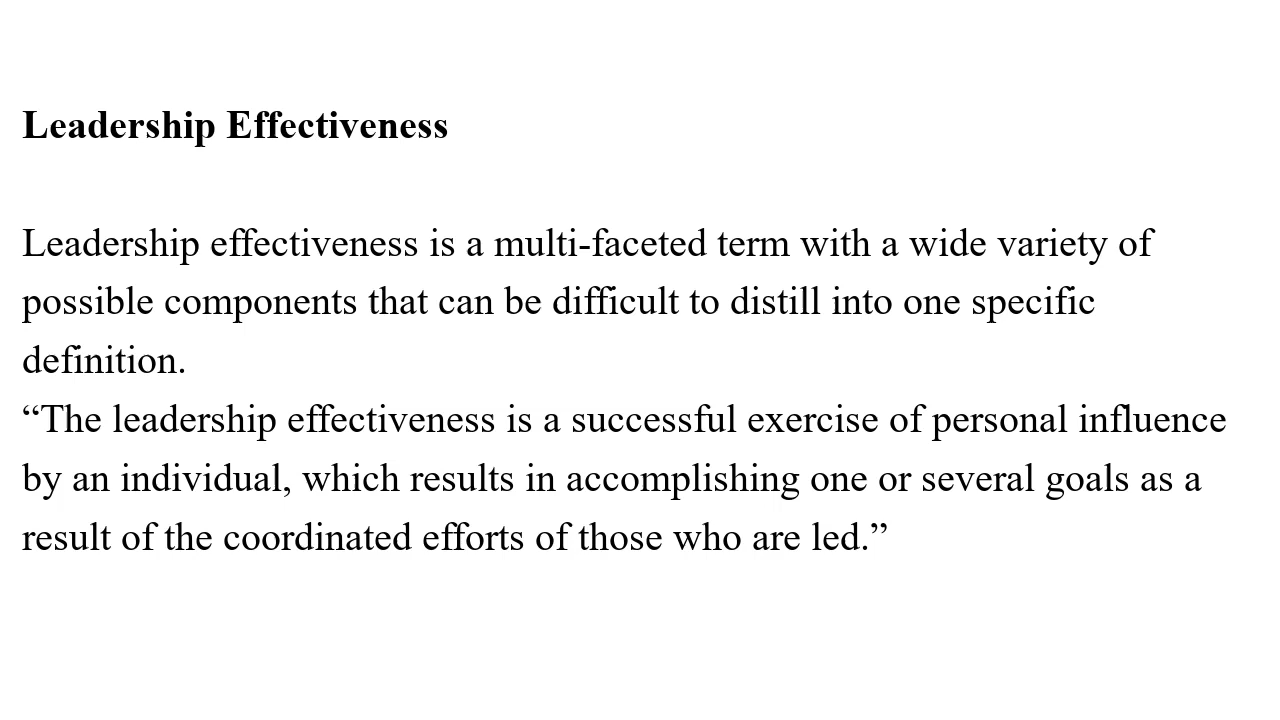 Leadership Effectiveness
Leadership effectiveness is a multi-faceted term with a wide variety of
possible components that can be difficult to distill into one specific
definition.
“The leadership effectiveness is a successful exercise of personal influence
by an individual, which results in accomplishing one or several goals as a
result of the coordinated efforts of those who are led.”